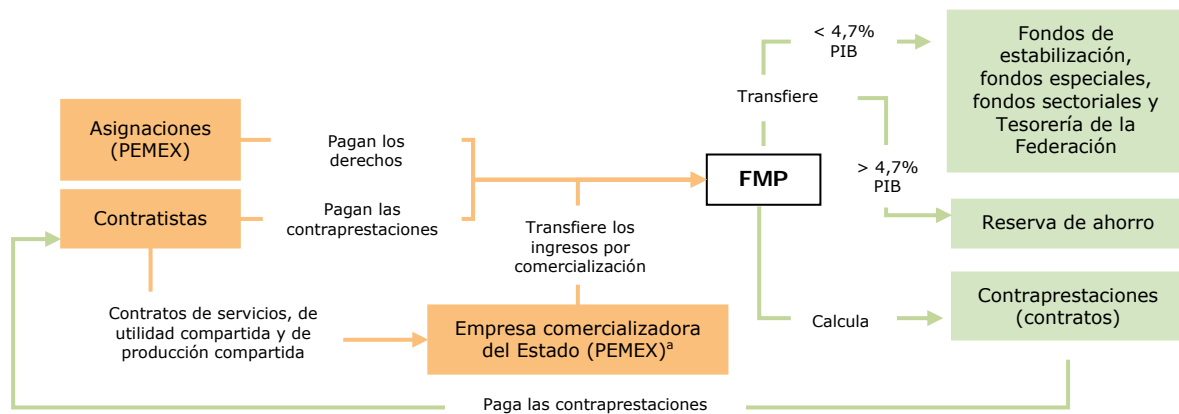 < 4,7%
PIB
Fondos de
estabilización,
fondos especiales,
fondos sectoriales y
Tesorería de la
Federación
Transfiere
Asignaciones
(PEMEX)
Pagan los
derechos
FMP
> 4,7%
PIB
Contratistas
Pagan las
contraprestaciones
Transfiere los
ingresos por
comercialización
Reserva de ahorro
Contratos de servicios, de
utilidad compartida y de
producción compartida
Empresa comercializadora
del Estado (PEMEX)a
Calcula
Contraprestaciones
(contratos)
Paga las contraprestaciones